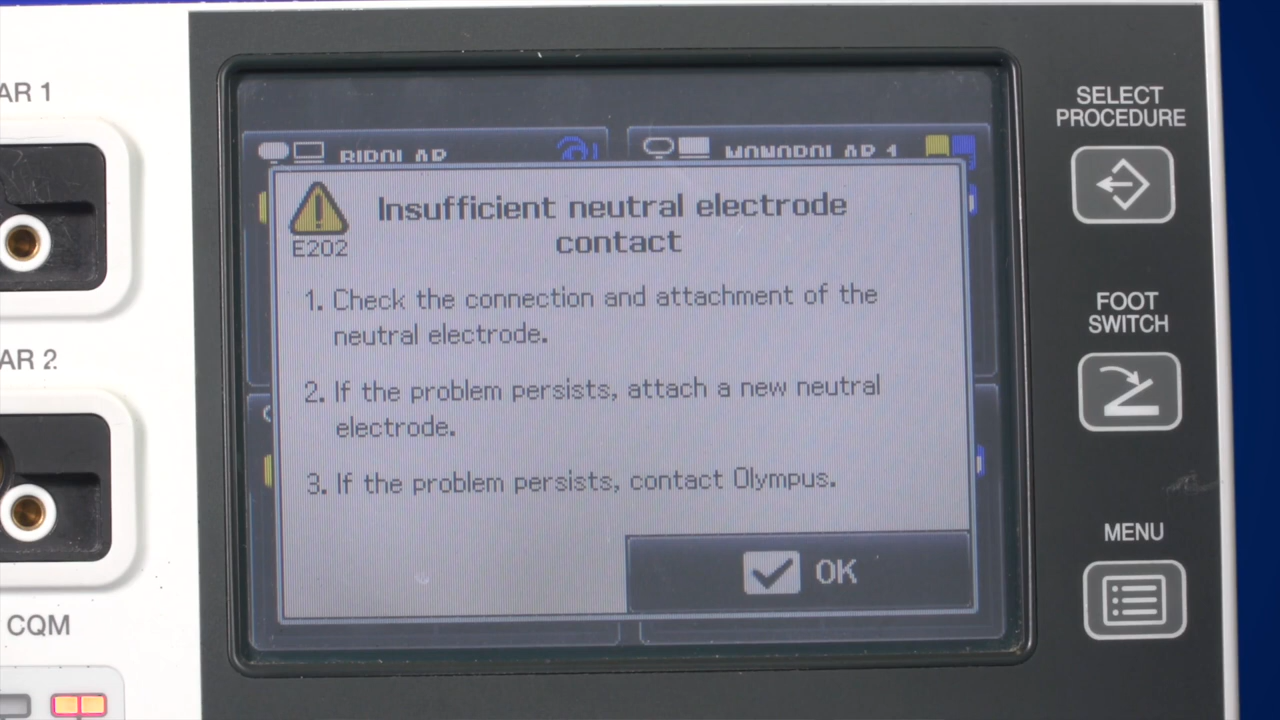 AR 1
SELECT
PROCEDURE
BIPOLAR
MONOPOLAR 1
Insufficient neutral electrode
contact
E202
1. Check the connection and attachment of the
neutral electrode.
FOOT
SWITCH
AR 2
2. If the problem persists, attach a new neutral
electrode.
3. If the problem persists, contact Olympus.
MENU
OK
CQM